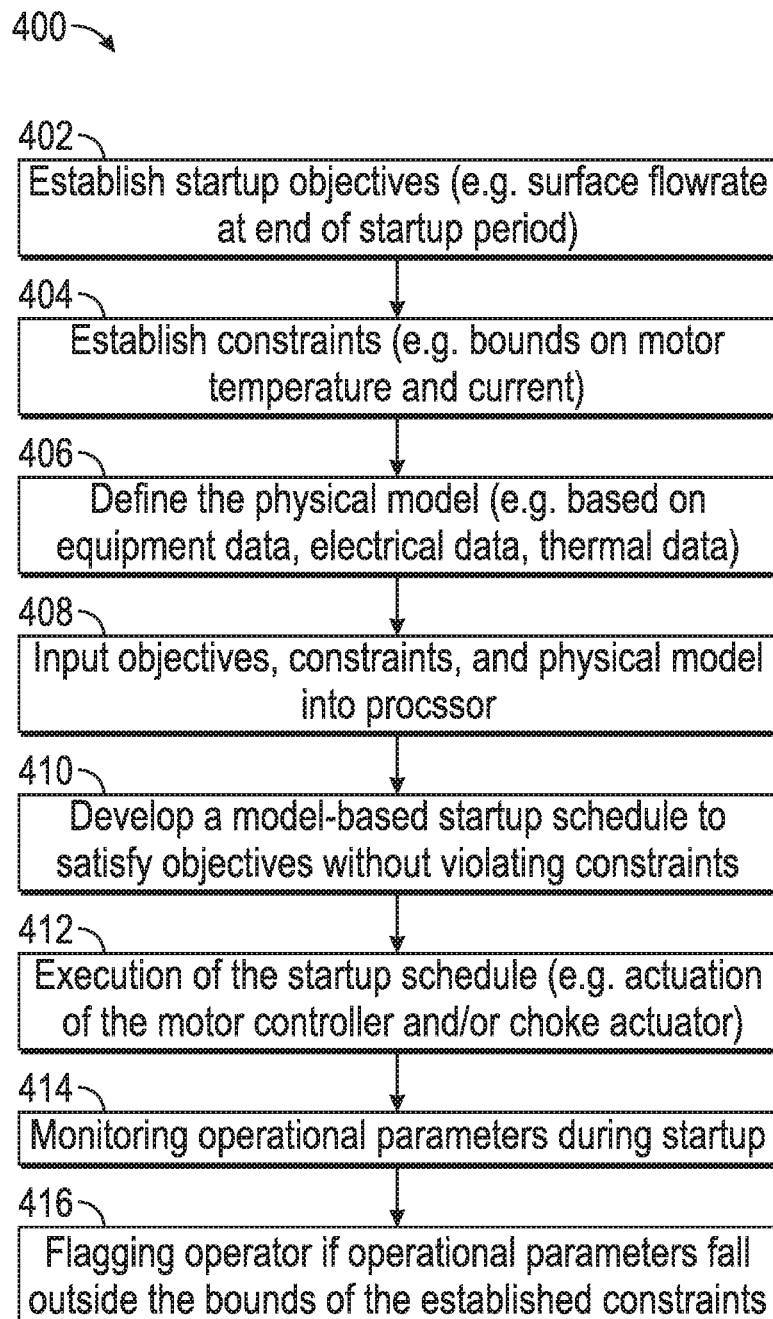 400
402
Establish startup objectives (e.g. surface flowrate
at end of startup period)
404
Establish constraints (e.g. bounds on motor
temperature and current)
406
Define the physical model (e.g. based on
equipment data, electrical data, thermal data)
408
Input objectives, constraints, and physical model
into procssor
410
Develop a model-based startup schedule to
satisfy objectives without violating constraints
412
Execution of the startup schedule (e.g. actuation
of the motor controller and/or choke actuator)
414
Monitoring operational parameters during startup
416
Flagging operator if operational parameters fall
outside the bounds of the established constraints